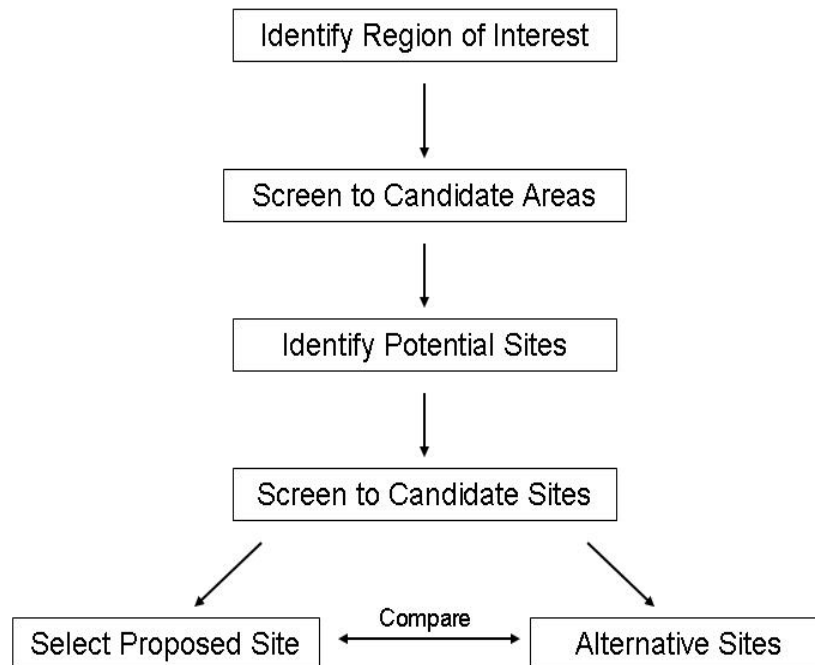 Identify Region of Interest
Screen to Candidate Areas
Identify Potential Sites
Screen to Candidate Sites
Select Proposed Site
Compare
Alternative Sites